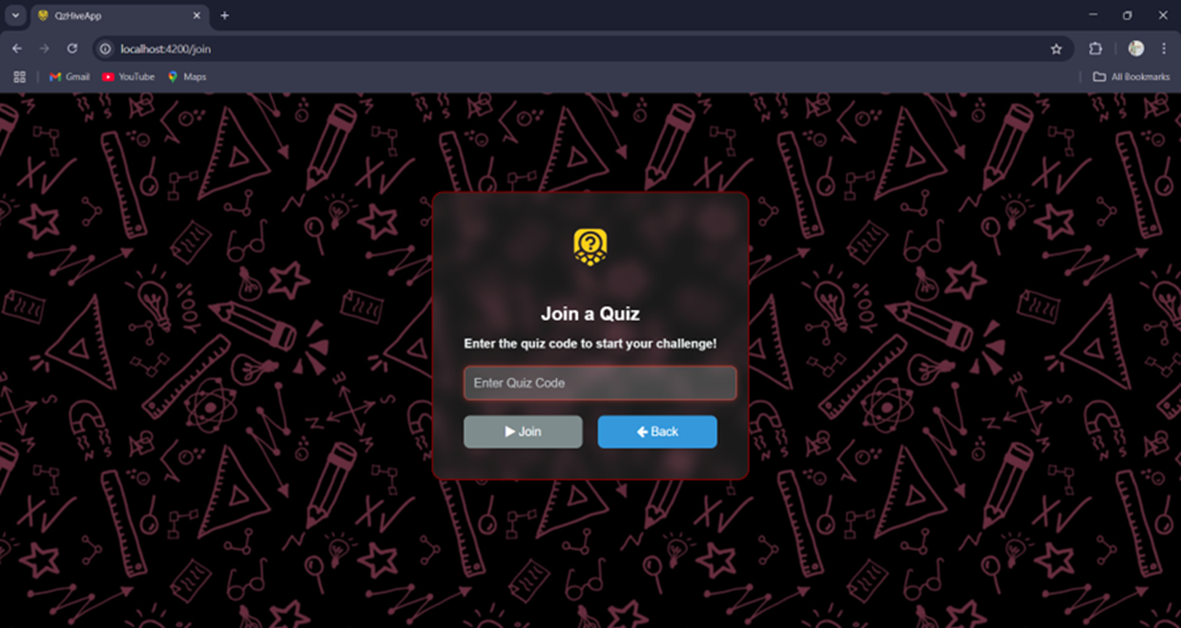 QzHiveApp
localhost:4200/join
Gmail YouTube Maps All Bookmarks
?
Join a Quiz
Enter the quiz code to start your challenge!
Enter Quiz Code
Join Back